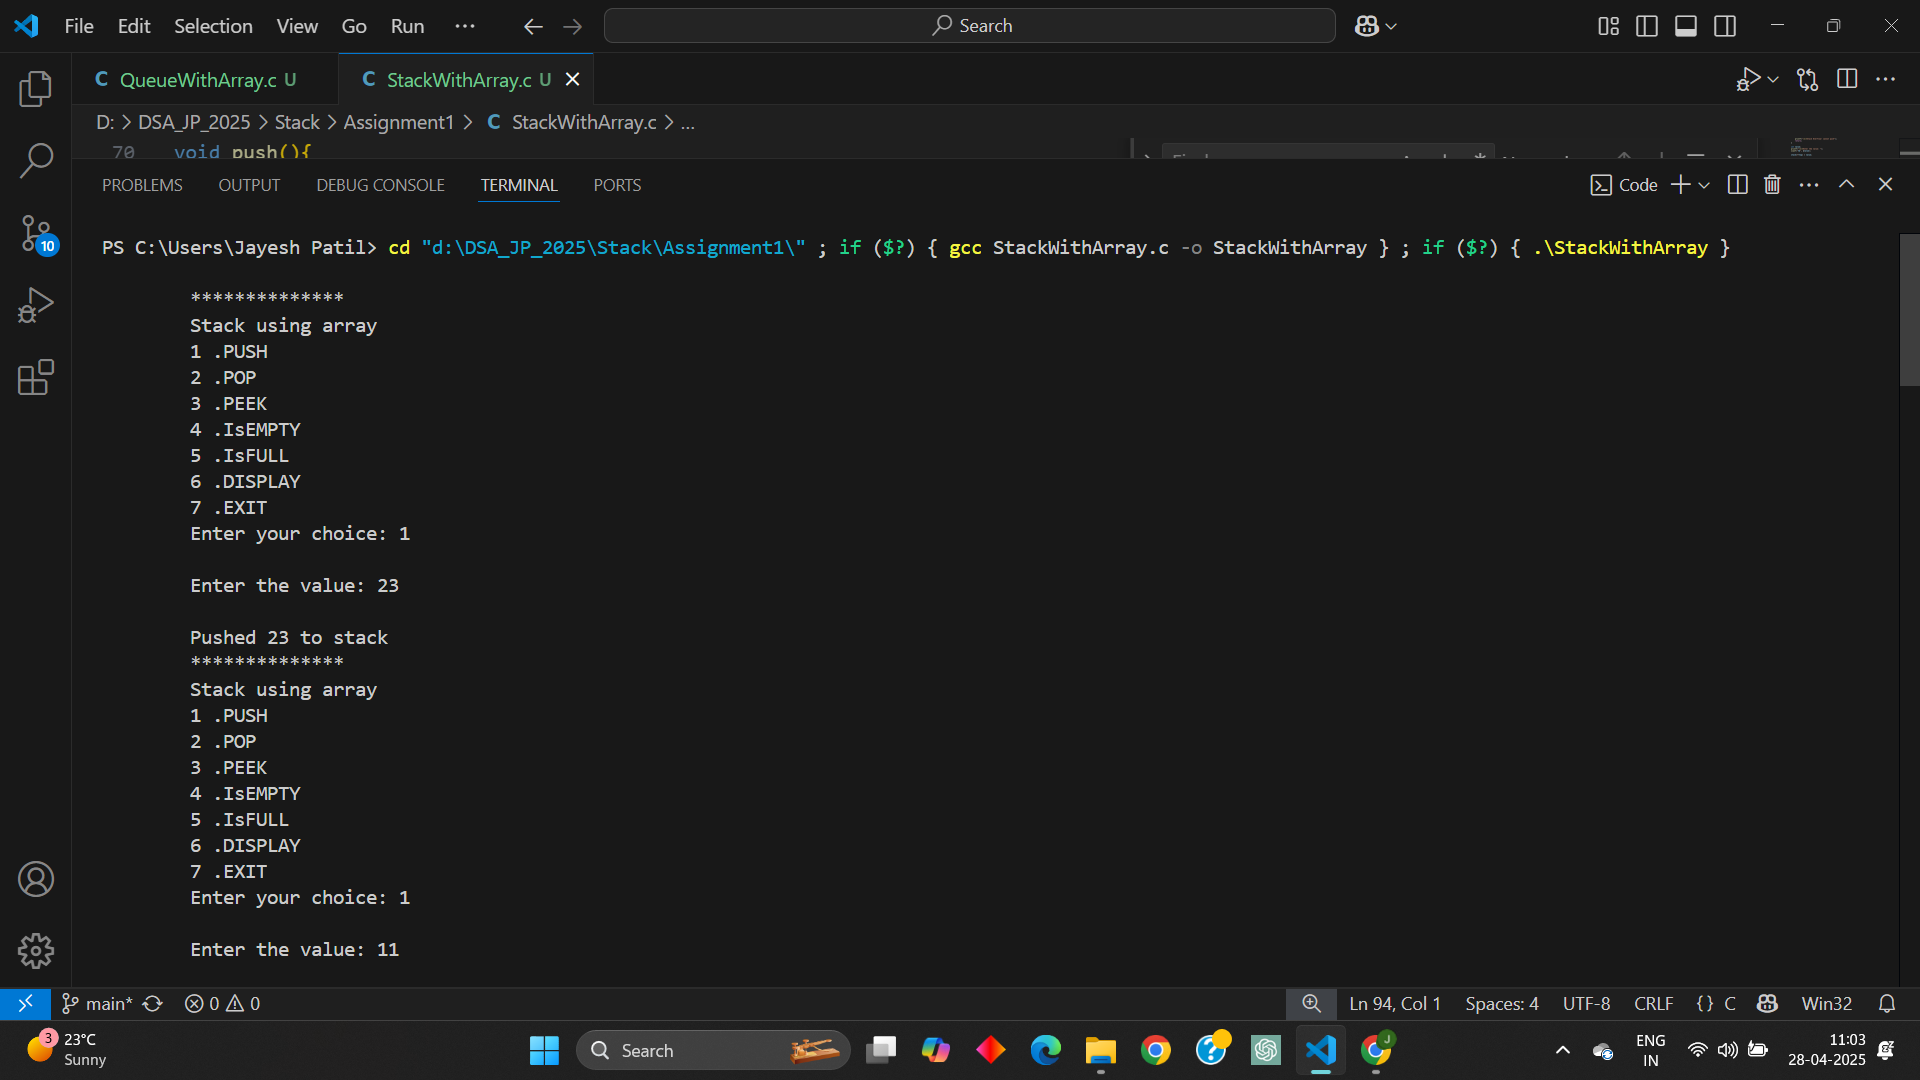 File Edit Selection View Go Run ... Search
QueueWithArray.c U
StackWithArray.c U
D: > DSA_JP_2025 > Stack > Assignment1 > C StackWithArray.c > ...
70 void push(){
PROBLEMS OUTPUT DEBUG CONSOLE TERMINAL PORTS
Code
PS C:\Users\Jayesh Patil> cd "d:\DSA_JP_2025\Stack\Assignment1\" ; if ($?) { gcc StackWithArray.c -o StackWithArray } ; if ($?) { .\StackWithArray }
**************
Stack using array
1 .PUSH
2 .POP
3 .PEEK
4 .IsEMPTY
5 .IsFULL
6 .DISPLAY
7 .EXIT
Enter your choice: 1
Enter the value: 23
Pushed 23 to stack
**************
Stack using array
1 .PUSH
2 .POP
3 .PEEK
4 .IsEMPTY
5 .IsFULL
6 .DISPLAY
7 .EXIT
Enter your choice: 1
Enter the value: 11
10
main* 0 0
Ln 94, Col 1 Spaces: 4 UTF-8 CRLF {} C Win32
3
23°C
Sunny
Search
J
ENG
IN
11:03
28-04-2025